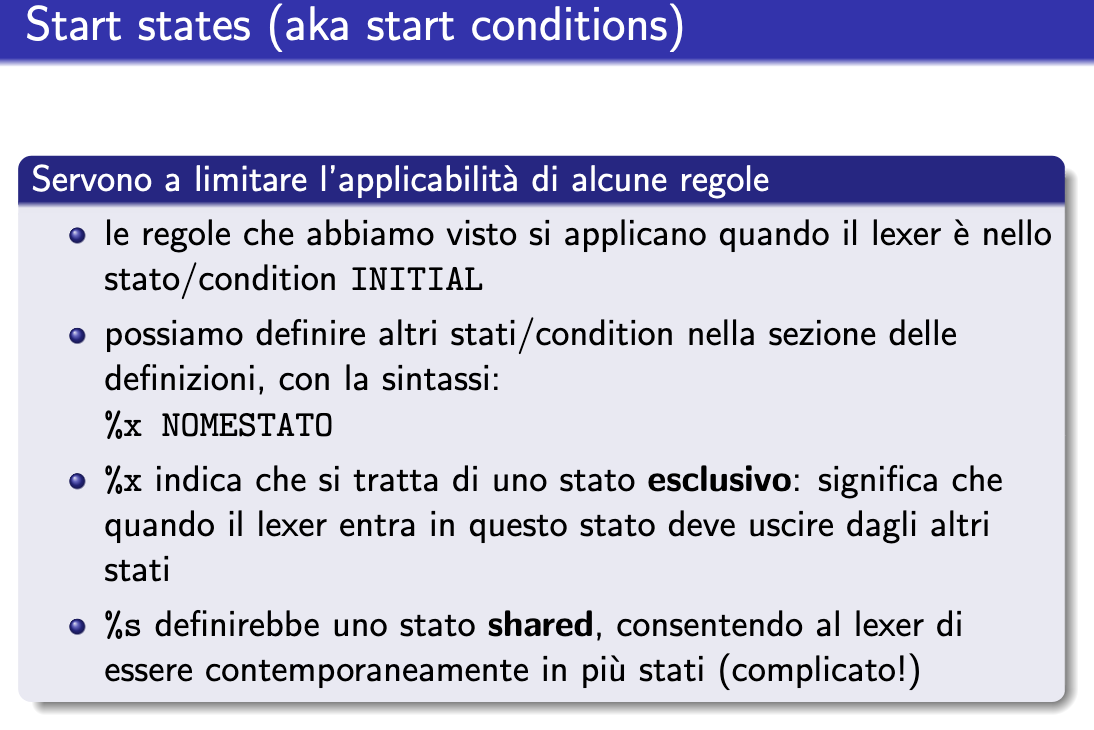 Start states (aka start conditions)
Servono a limitare l'applicabilità di alcune regole
le regole che abbiamo visto si applicano quando il lexer è nello
stato/condition INITIAL
possiamo definire altri stati/condition nella sezione delle
definizioni, con la sintassi:
%x NOMESTATO
%x indica che si tratta di uno stato esclusivo: significa che
quando il lexer entra in questo stato deve uscire dagli altri
stati
%s definirebbe uno stato shared, consentendo al lexer di
essere contemporaneamente in più stati (complicato!)